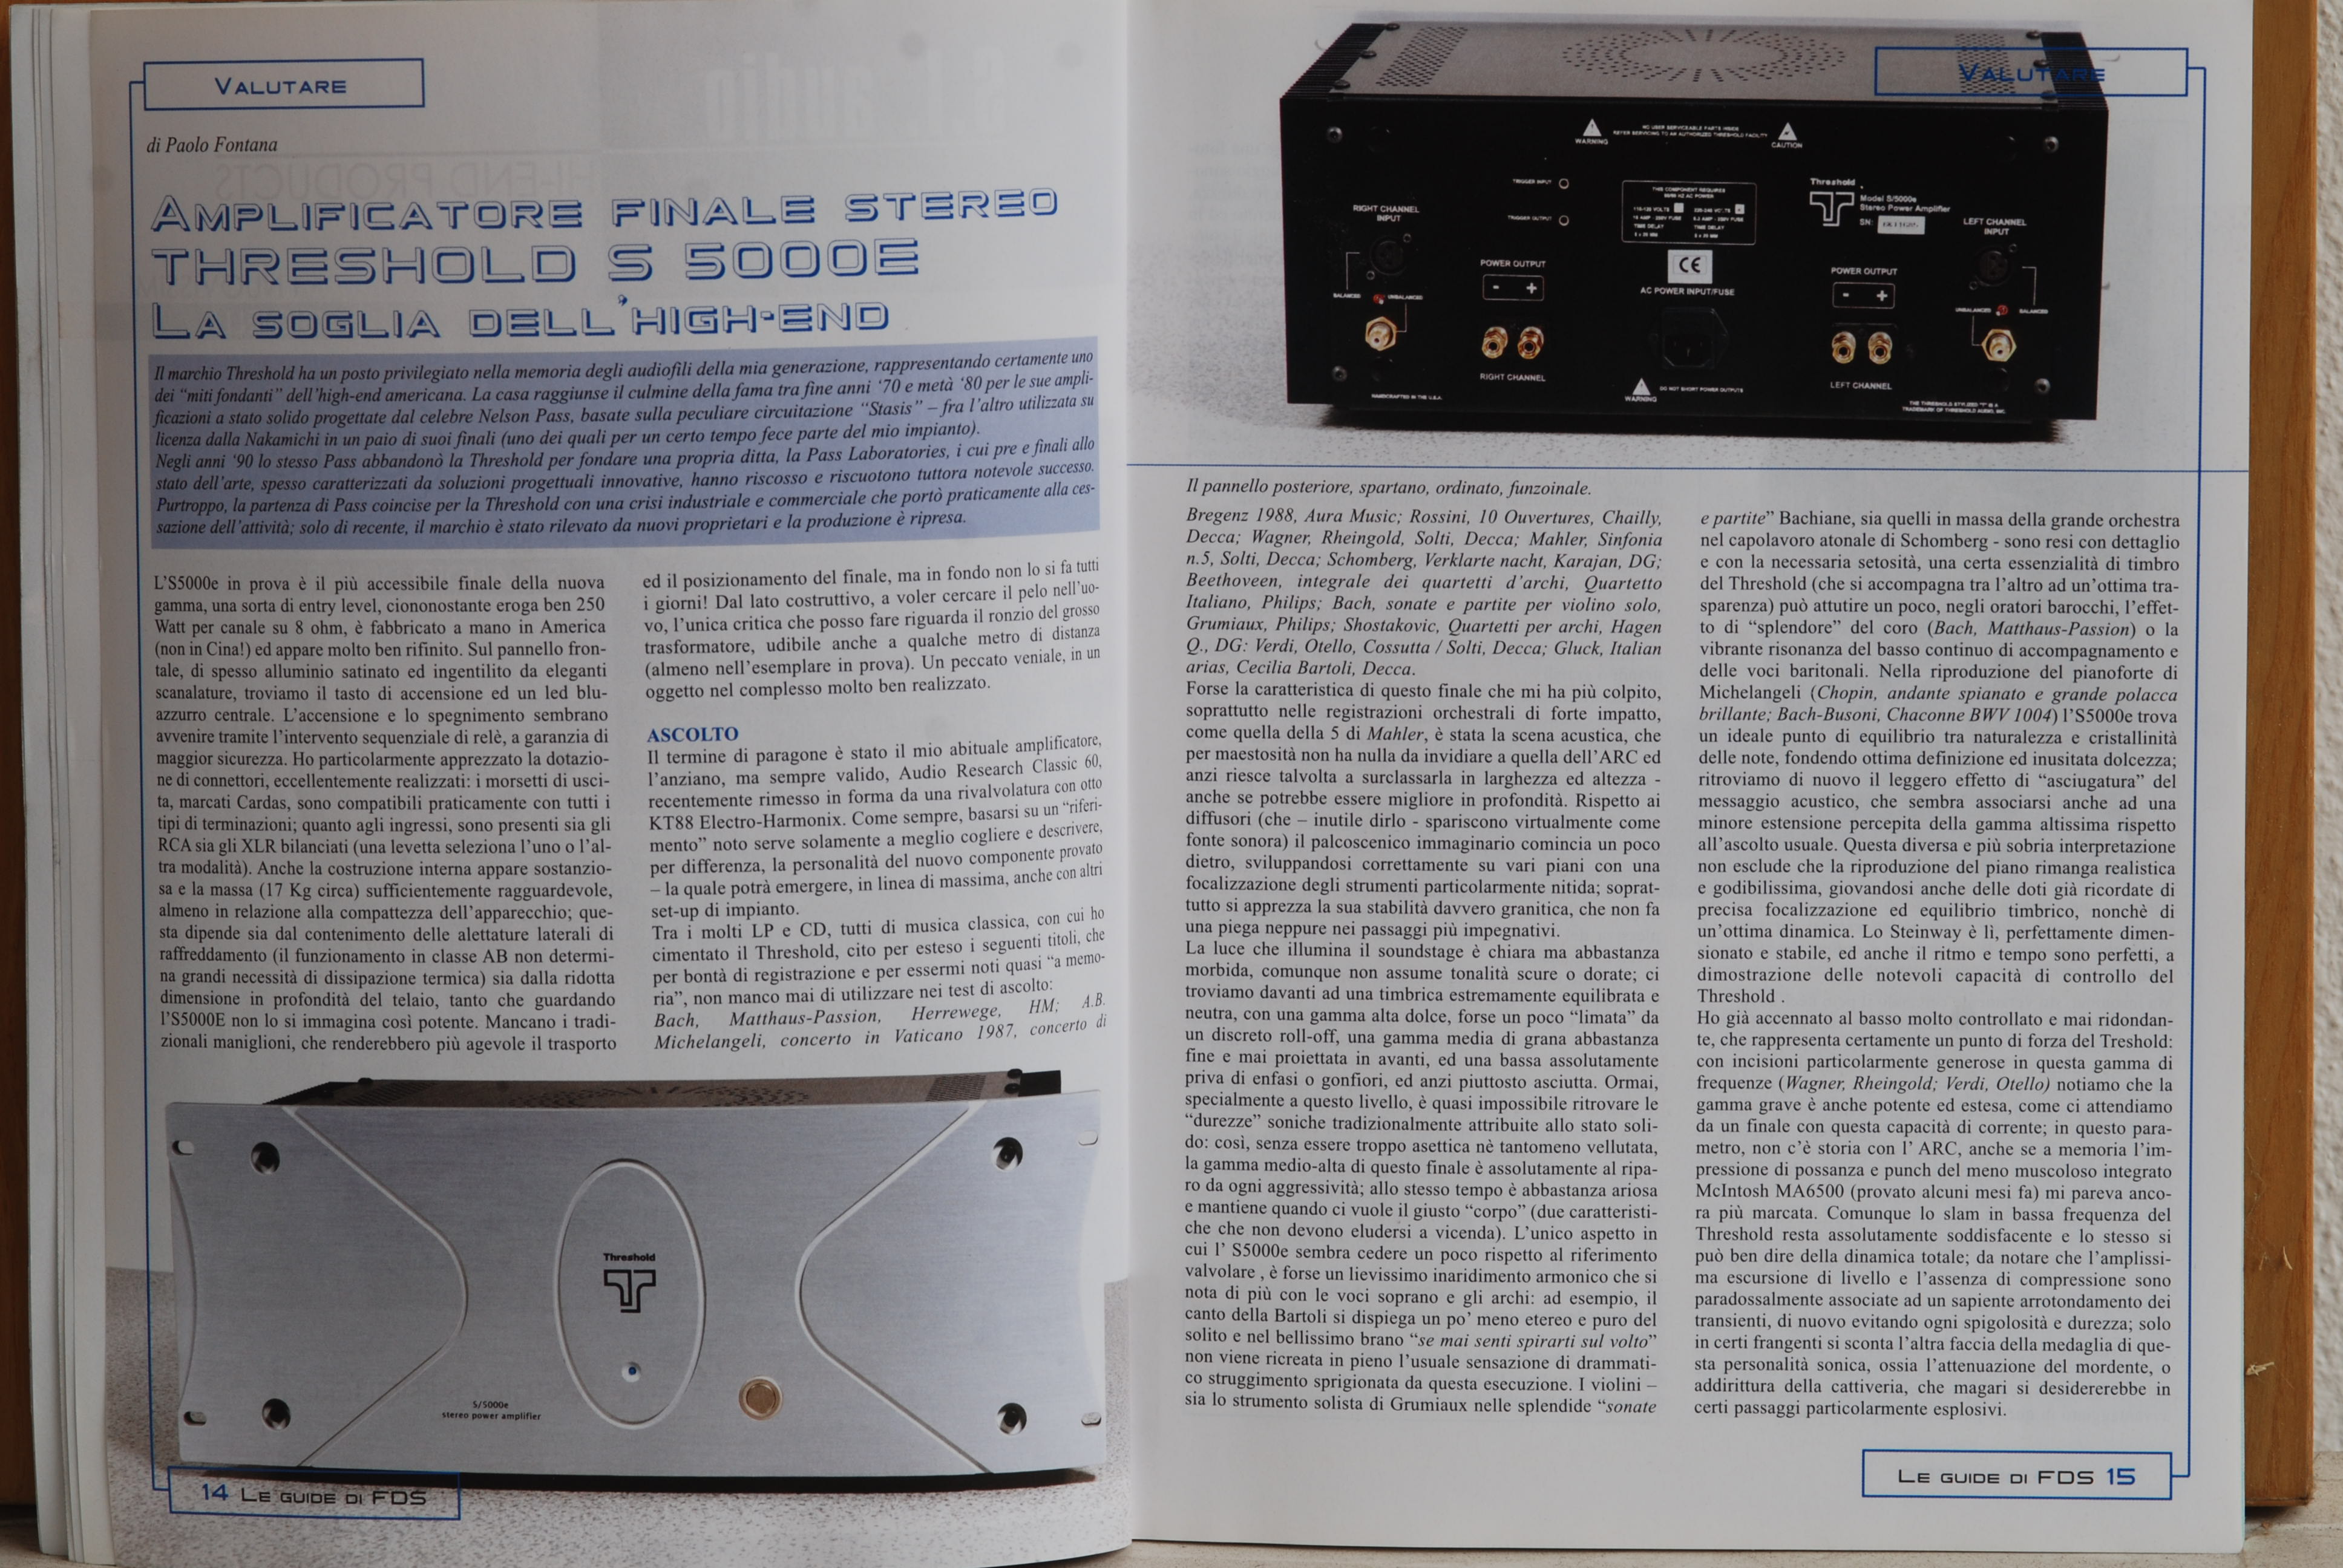 VALUTARE
di Paolo Fontana
AMPLIFICATORE FINALE STEREO
THRESHOLD S 5000E
LA SOGLIA DELL'HIGH-END
Il marchio Threshold ha un posto privilegiato nella memoria degli audiofili della mia generazione, rappresentando certamente uno
dei “miti fondanti” dell'high-end americana. La casa raggiunse il culmine della fama tra fine anni '70 e metà '80 per le sue ampli-
ficazioni a stato solido progettate dal celebre Nelson Pass, basate sulla peculiare circuitazione “Stasis” – fra l'altro utilizzata su
licenza dalla Nakamichi in un paio di suoi finali (uno dei quali per un certo tempo fece parte del mio impianto).
Negli anni '90 lo stesso Pass abbandonò la Threshold per fondare una propria ditta, la Pass Laboratories, i cui pre e finali allo
stato dell'arte, spesso caratterizzati da soluzioni progettuali innovative, hanno riscosso e riscuotono tuttora notevole successo.
Purtroppo, la partenza di Pass coincise per la Threshold con una crisi industriale e commerciale che portò praticamente alla ces-
sazione dell'attività; solo di recente, il marchio è stato rilevato da nuovi proprietari e la produzione è ripresa.
L'S5000e in prova è il più accessibile finale della nuova
gamma, una sorta di entry level, ciononostante eroga ben 250
Watt per canale su 8 ohm, è fabbricato a mano in America
(non in Cina!) ed appare molto ben rifinito. Sul pannello fron-
tale, di spesso alluminio satinato ed ingentilito da eleganti
scanalature, troviamo il tasto di accensione ed un led blu-
azzurro centrale. L'accensione e lo spegnimento sembrano
avvenire tramite l'intervento sequenziale di relè, a garanzia di
maggior sicurezza. Ho particolarmente apprezzato la dotazio-
ne di connettori, eccellentemente realizzati: i morsetti di usci-
ta, marcati Cardas, sono compatibili praticamente con tutti i
tipi di terminazioni; quanto agli ingressi, sono presenti sia gli
RCA sia gli XLR bilanciati (una levetta seleziona l'uno o l'al-
tra modalità). Anche la costruzione interna appare sostanzio-
sa e la massa (17 Kg circa) sufficientemente ragguardevole,
almeno in relazione alla compattezza dell'apparecchio; que-
sta dipende sia dal contenimento delle alettature laterali di
raffreddamento (il funzionamento in classe AB non determi-
na grandi necessità di dissipazione termica) sia dalla ridotta
dimensione in profondità del telaio, tanto che guardando
l'S5000E non lo si immagina così potente. Mancano i tradi-
zionali maniglioni, che renderebbero più agevole il trasporto
ed il posizionamento del finale, ma in fondo non lo si fa tutti
i giorni! Dal lato costruttivo, a voler cercare il pelo nell'uo-
vo, l'unica critica che posso fare riguarda il ronzio del grosso
trasformatore, udibile anche a qualche metro di distanza
(almeno nell'esemplare in prova). Un peccato veniale, in un
oggetto nel complesso molto ben realizzato.
ASCOLTO
Il termine di paragone è stato il mio abituale amplificatore,
l'anziano, ma sempre valido, Audio Research Classic 60,
recentemente rimesso in forma da una rivalvolatura con otto
KT88 Electro-Harmonix. Come sempre, basarsi su un “riferi-
mento” noto serve solamente a meglio cogliere e descrivere,
per differenza, la personalità del nuovo componente provato
– la quale potrà emergere, in linea di massima, anche con altri
set-up di impianto.
Tra i molti LP e CD, tutti di musica classica, con cui ho
cimentato il Threshold, cito per esteso i seguenti titoli, che
per bontà di registrazione e per essermi noti quasi “a memo-
ria”, non manco mai di utilizzare nei test di ascolto:
Bach, Matthaus-Passion, Herrewege, HM; A.B.
Michelangeli, concerto in Vaticano 1987, concerto di
Threshold
S/5000e
stereo power amplifier
14 LE GUIDE DI FDS
VALUTARE
WARNING
NO USER SERVICEABLE PARTS INSIDE
REFER SERVICING TO AN AUTHORIZED THRESHOLD FACILITY
CAUTION
TRIGGER INPUT
TRIGGER OUTPUT
THIS COMPONENT REQUIRES
Threshold
Model S/5000e
Stereo Power Amplifier
SN:
RIGHT CHANNEL
INPUT
LEFT CHANNEL
INPUT
POWER OUTPUT
- +
CE
AC POWER INPUT/FUSE
POWER OUTPUT
- +
BALANCED
UNBALANCED
UNBALANCED
BALANCED
RIGHT CHANNEL
LEFT CHANNEL
WARNING
DO NOT SHORT POWER OUTPUTS
HANDCRAFTED IN THE U.S.A.
THE THRESHOLD STYLIZED "T" IS A
TRADEMARK OF THRESHOLD AUDIO, INC.
Il pannello posteriore, spartano, ordinato, funzoinale.
Bregenz 1988, Aura Music; Rossini, 10 Ouvertures, Chailly,
Decca; Wagner, Rheingold, Solti, Decca; Mahler, Sinfonia
n.5, Solti, Decca; Schomberg, Verklarte nacht, Karajan, DG;
Beethoveen, integrale dei quartetti d'archi, Quartetto
Italiano, Philips; Bach, sonate e partite per violino solo,
Grumiaux, Philips; Shostakovic, Quartetti per archi, Hagen
Q., DG: Verdi, Otello, Cossutta / Solti, Decca; Gluck, Italian
arias, Cecilia Bartoli, Decca.
Forse la caratteristica di questo finale che mi ha più colpito,
soprattutto nelle registrazioni orchestrali di forte impatto,
come quella della 5 di Mahler, è stata la scena acustica, che
per maestosità non ha nulla da invidiare a quella dell'ARC ed
anzi riesce talvolta a surclassarla in larghezza ed altezza -
anche se potrebbe essere migliore in profondità. Rispetto ai
diffusori (che – inutile dirlo - spariscono virtualmente come
fonte sonora) il palcoscenico immaginario comincia un poco
dietro, sviluppandosi correttamente su vari piani con una
focalizzazione degli strumenti particolarmente nitida; soprat-
tutto si apprezza la sua stabilità davvero granitica, che non fa
una piega neppure nei passaggi più impegnativi.
La luce che illumina il soundstage è chiara ma abbastanza
morbida, comunque non assume tonalità scure o dorate; ci
troviamo davanti ad una timbrica estremamente equilibrata e
neutra, con una gamma alta dolce, forse un poco “limata” da
un discreto roll-off, una gamma media di grana abbastanza
fine e mai proiettata in avanti, ed una bassa assolutamente
priva di enfasi o gonfiori, ed anzi piuttosto asciutta. Ormai,
specialmente a questo livello, è quasi impossibile ritrovare le
“durezze” soniche tradizionalmente attribuite allo stato soli-
do: così, senza essere troppo asettica nè tantomeno vellutata,
la gamma medio-alta di questo finale è assolutamente al ripa-
ro da ogni aggressività; allo stesso tempo è abbastanza ariosa
e mantiene quando ci vuole il giusto “corpo” (due caratteristi-
che che non devono eludersi a vicenda). L'unico aspetto in
cui l' S5000e sembra cedere un poco rispetto al riferimento
valvolare , è forse un lievissimo inaridimento armonico che si
nota di più con le voci soprano e gli archi: ad esempio, il
canto della Bartoli si dispiega un po' meno etereo e puro del
solito e nel bellissimo brano “se mai senti spirarti sul volto”
non viene ricreata in pieno l'usuale sensazione di drammati-
co struggimento sprigionata da questa esecuzione. I violini –
sia lo strumento solista di Grumiaux nelle splendide “sonate
e partite” Bachiane, sia quelli in massa della grande orchestra
nel capolavoro atonale di Schomberg - sono resi con dettaglio
e con la necessaria setosità, una certa essenzialità di timbro
del Threshold (che si accompagna tra l'altro ad un'ottima tra-
sparenza) può attutire un poco, negli oratori barocchi, l'effet-
to di “splendore” del coro (Bach, Matthaus-Passion) o la
vibrante risonanza del basso continuo di accompagnamento e
delle voci baritonali. Nella riproduzione del pianoforte di
Michelangeli (Chopin, andante spianato e grande polacca
brillante; Bach-Busoni, Chaconne BWV 1004) l'S5000e trova
un ideale punto di equilibrio tra naturalezza e cristallinità
delle note, fondendo ottima definizione ed inusitata dolcezza;
ritroviamo di nuovo il leggero effetto di “asciugatura” del
messaggio acustico, che sembra associarsi anche ad una
minore estensione percepita della gamma altissima rispetto
all'ascolto usuale. Questa diversa e più sobria interpretazione
non esclude che la riproduzione del piano rimanga realistica
e godibilissima, giovandosi anche delle doti già ricordate di
precisa focalizzazione ed equilibrio timbrico, nonchè di
un'ottima dinamica. Lo Steinway è lì, perfettamente dimen-
sionato e stabile, ed anche il ritmo e tempo sono perfetti, a
dimostrazione delle notevoli capacità di controllo del
Threshold .
Ho già accennato al basso molto controllato e mai ridondan-
te, che rappresenta certamente un punto di forza del Treshold:
con incisioni particolarmente generose in questa gamma di
frequenze (Wagner, Rheingold; Verdi, Otello) notiamo che la
gamma grave è anche potente ed estesa, come ci attendiamo
da un finale con questa capacità di corrente; in questo para-
metro, non c'è storia con l' ARC, anche se a memoria l'im-
pressione di possanza e punch del meno muscoloso integrato
McIntosh MA6500 (provato alcuni mesi fa) mi pareva anco-
ra più marcata. Comunque lo slam in bassa frequenza del
Threshold resta assolutamente soddisfacente e lo stesso si
può ben dire della dinamica totale; da notare che l'amplissi-
ma escursione di livello e l'assenza di compressione sono
paradossalmente associate ad un sapiente arrotondamento dei
transienti, di nuovo evitando ogni spigolosità e durezza; solo
in certi frangenti si sconta l'altra faccia della medaglia di que-
sta personalità sonica, ossia l'attenuazione del mordente, o
addirittura della cattiveria, che magari si desidererebbe in
certi passaggi particolarmente esplosivi.
LE GUIDE DI FDS 15